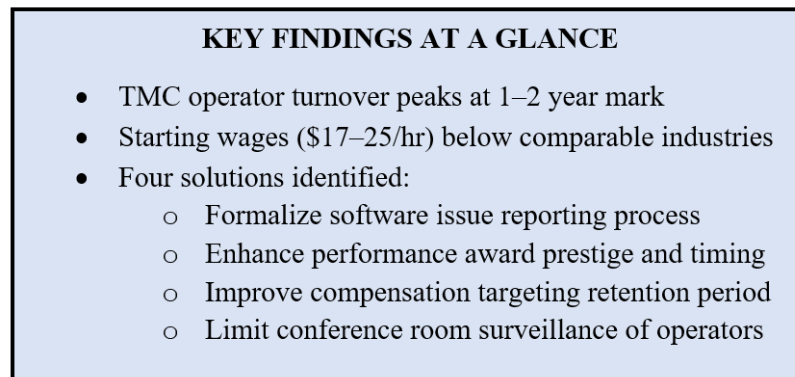 KEY FINDINGS AT A GLANCE
• TMC operator turnover peaks at 1–2 year mark
• Starting wages ($17–25/hr) below comparable industries
• Four solutions identified:
o Formalize software issue reporting process
o Enhance performance award prestige and timing
o Improve compensation targeting retention period
o Limit conference room surveillance of operators